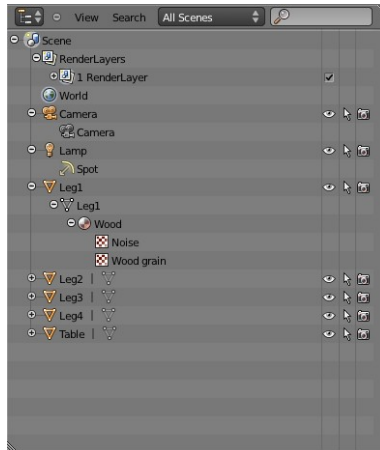 View Search All Scenes
Scene
RenderLayers
1 RenderLayer
World
Camera
Camera
Lamp
Spot
Leg1
Leg1
Wood
Noise
Wood grain
Leg2 |
Leg3 |
Leg4 |
Table |